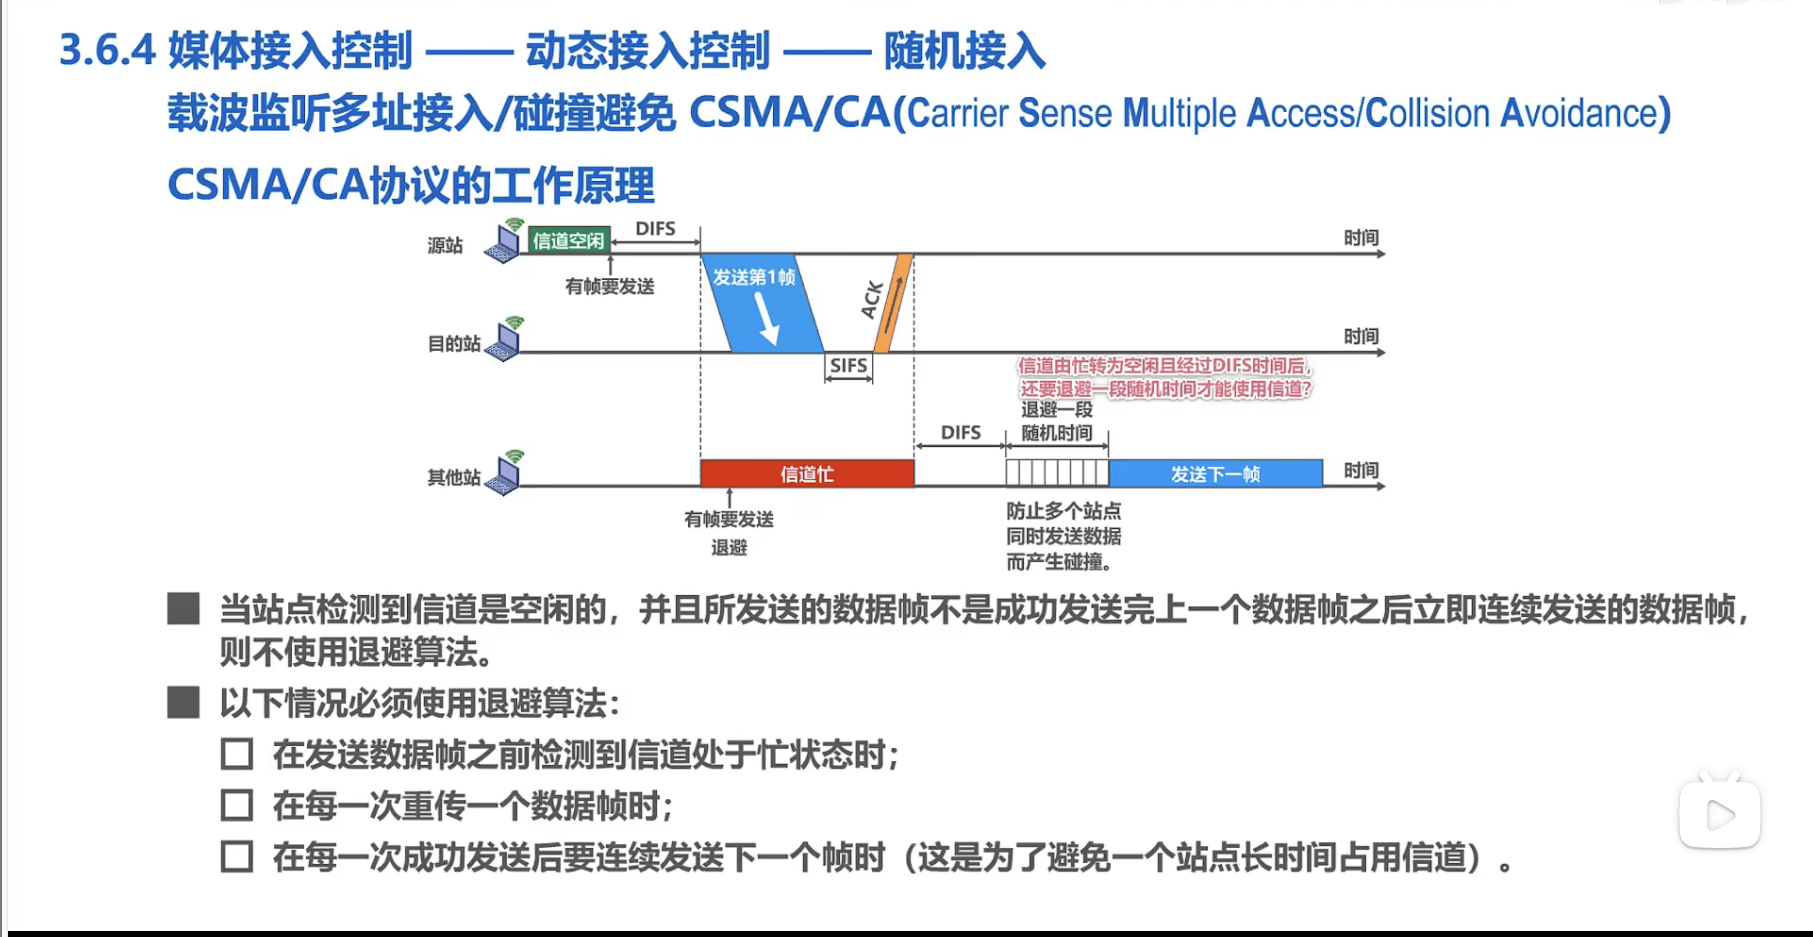 3.6.4 媒体接入控制 —— 动态接入控制 —— 随机接入
载波监听多址接入/碰撞避免 CSMA/CA(Carrier Sense Multiple Access/Collision Avoidance)
CSMA/CA协议的工作原理
源站
信道空闲
DIFS
时间
有帧要发送
发送第1帧
ACK
目的站
时间
SIFS
信道由忙转为空闲且经过DIFS时间后,
还要退避一段随机时间才能使用信道?
退避一段
随机时间
DIFS
其他站
信道忙
发送下一帧
时间
有帧要发送
退避
防止多个站点
同时发送数据
而产生碰撞。
当站点检测到信道是空闲的，并且所发送的数据帧不是成功发送完上一个数据帧之后立即连续发送的数据帧，
则不使用退避算法。
以下情况必须使用退避算法：
在发送数据帧之前检测到信道处于忙状态时；
在每一次重传一个数据帧时；
在每一次成功发送后要连续发送下一个帧时（这是为了避免一个站点长时间占用信道）。